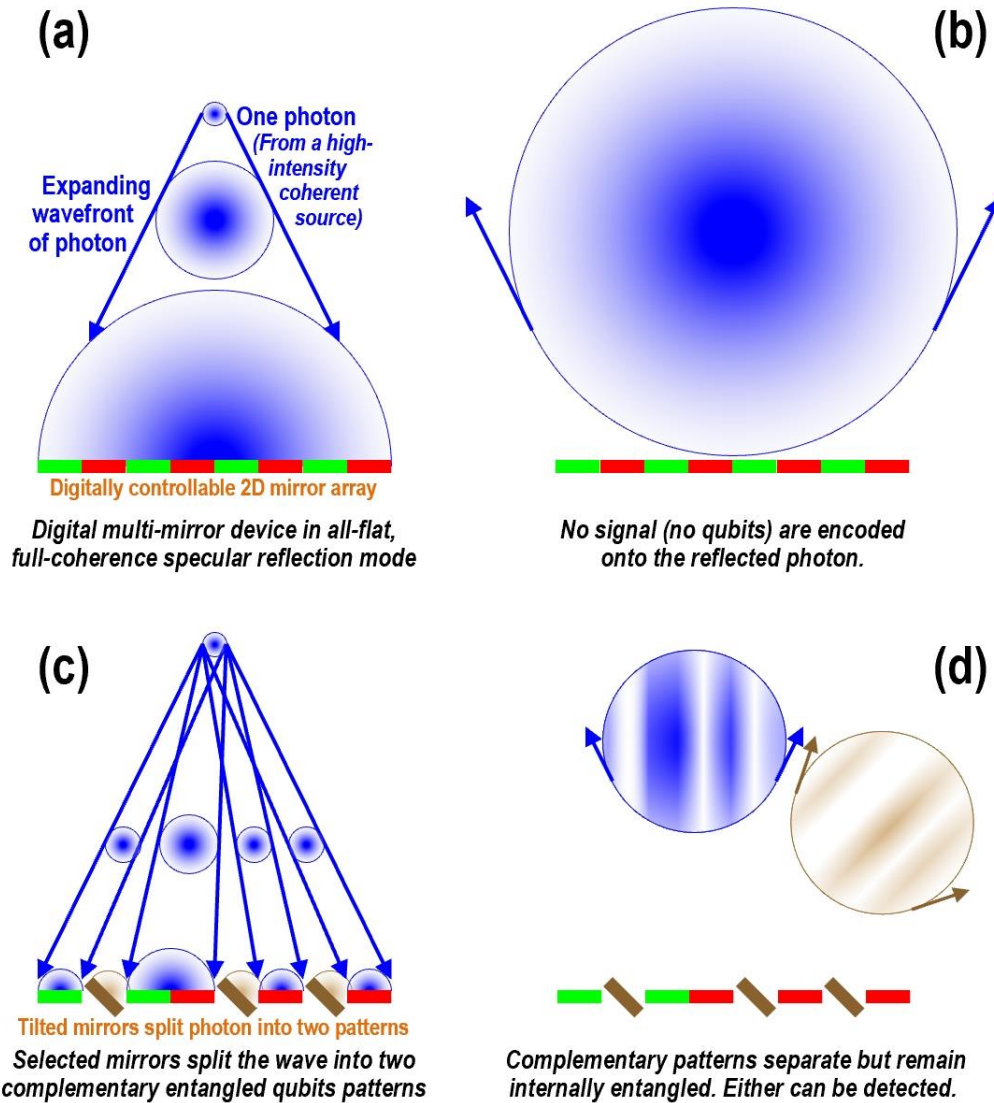 (a)
One photon
(From a high-
intensity
coherent
source)
Expanding
wavefront
of photon
Digitally controllable 2D mirror array
Digital multi-mirror device in all-flat,
full-coherence specular reflection mode
(b)
No signal (no qubits) are encoded
onto the reflected photon.
(c)
Tilted mirrors split photon into two patterns
Selected mirrors split the wave into two
complementary entangled qubits patterns
(d)
Complementary patterns separate but remain
internally entangled. Either can be detected.